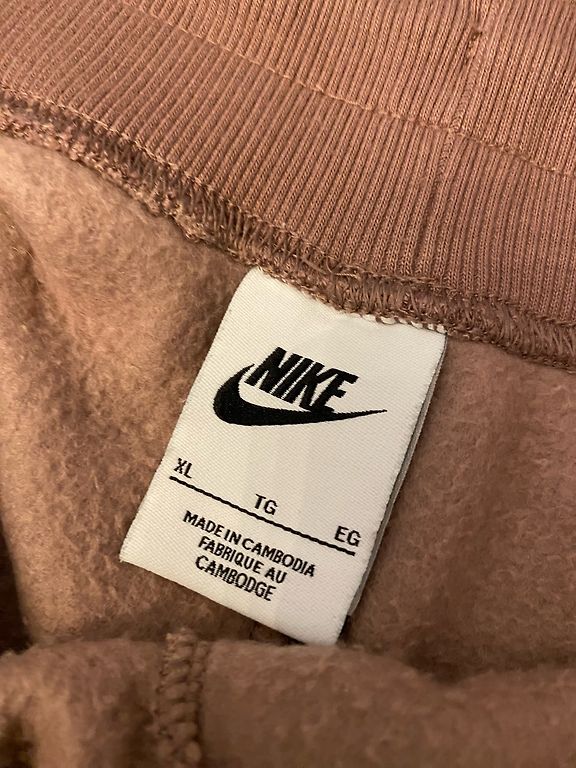 NIKE
XL TG EG
MADE IN CAMBODIA
FABRIQUE AU
CAMBODGE